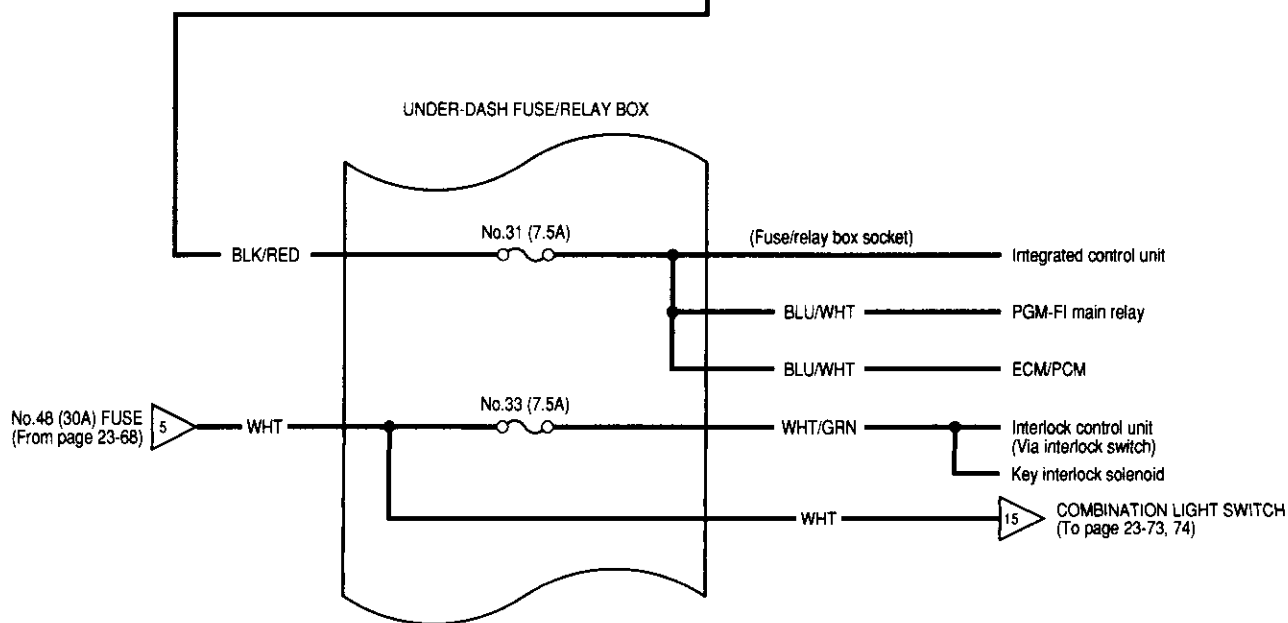 UNDER-DASH FUSE/RELAY BOX
No.31 (7.5A)
(Fuse/relay box socket)
BLK/RED
Integrated control unit
BLU/WHT
PGM-FI main relay
BLU/WHT
ECM/PCM
No.48 (30A) FUSE
(From page 23-68)
5
WHT
No.33 (7.5A)
WHT/GRN
Interlock control unit
(Via interlock switch)
Key interlock solenoid
WHT
15
COMBINATION LIGHT SWITCH
(To page 23-73, 74)